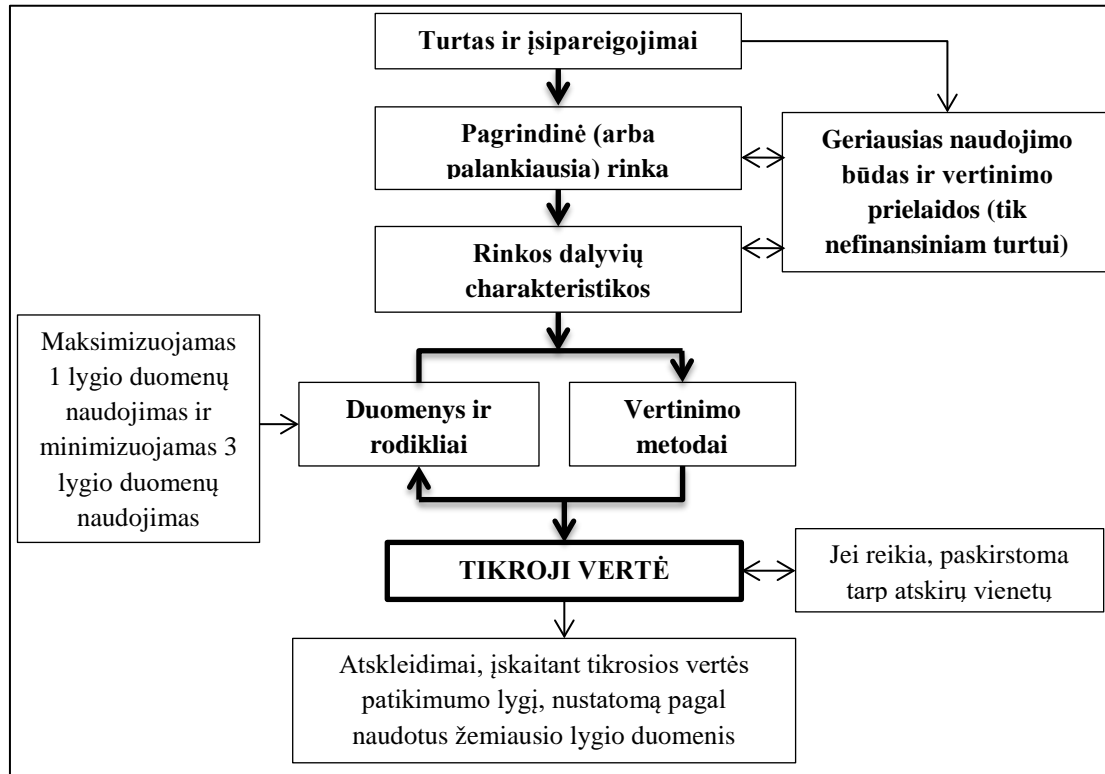 Turtas ir įsipareigojimai
Pagrindinė (arba
palankiausia) rinka
Geriausias naudojimo
būdas ir vertinimo
prielaidos (tik
nefinansiniam turtui)
Rinkos dalyvių
charakteristikos
Maksimizuojamas
1 lygio duomenų
naudojimas ir
minimizuojamas 3
lygio duomenų
naudojimas
Duomenys ir
rodikliai
Vertinimo
metodai
TIKROJI VERTĖ
Jei reikia, paskirstoma
tarp atskirų vienetų
Atskleidimai, įskaitant tikrosios vertės
patikimumo lygį, nustatomą pagal
naudotus žemiausio lygio duomenis